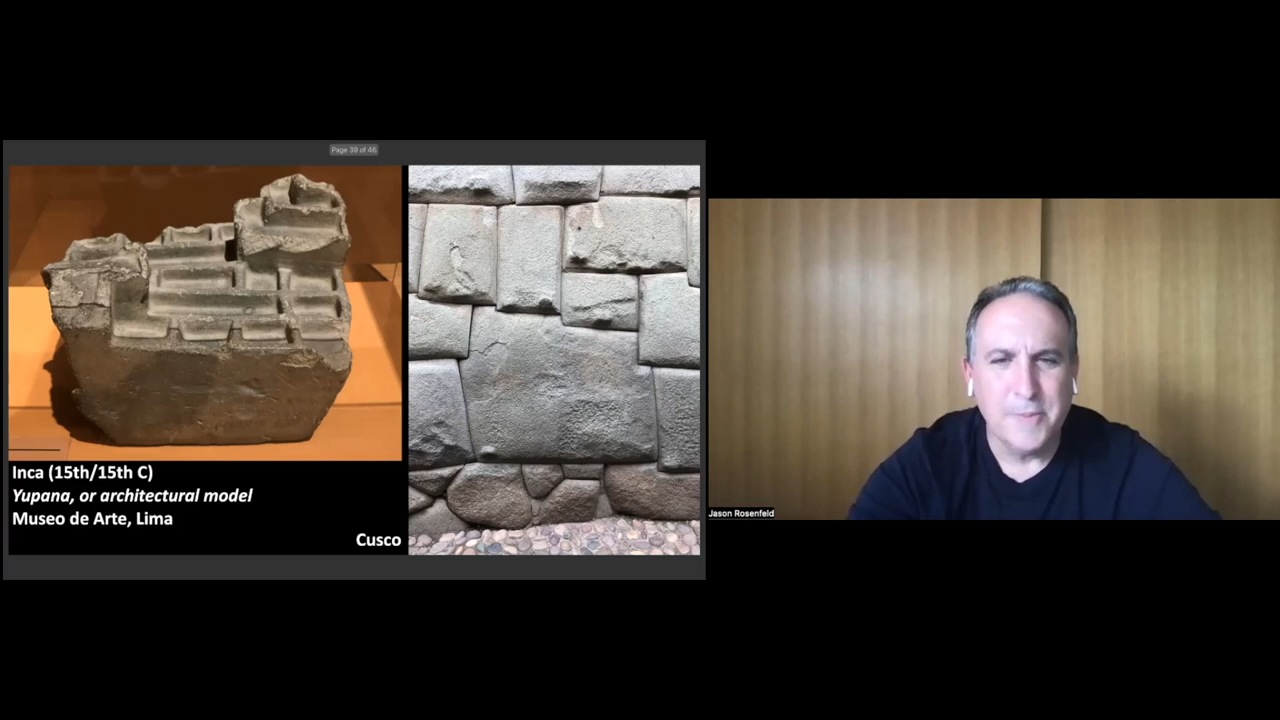 Page 39 of 46
Inca (15th/15th C)
Yupana, or architectural model
Museo de Arte, Lima
Cusco
Jason Rosenfeld